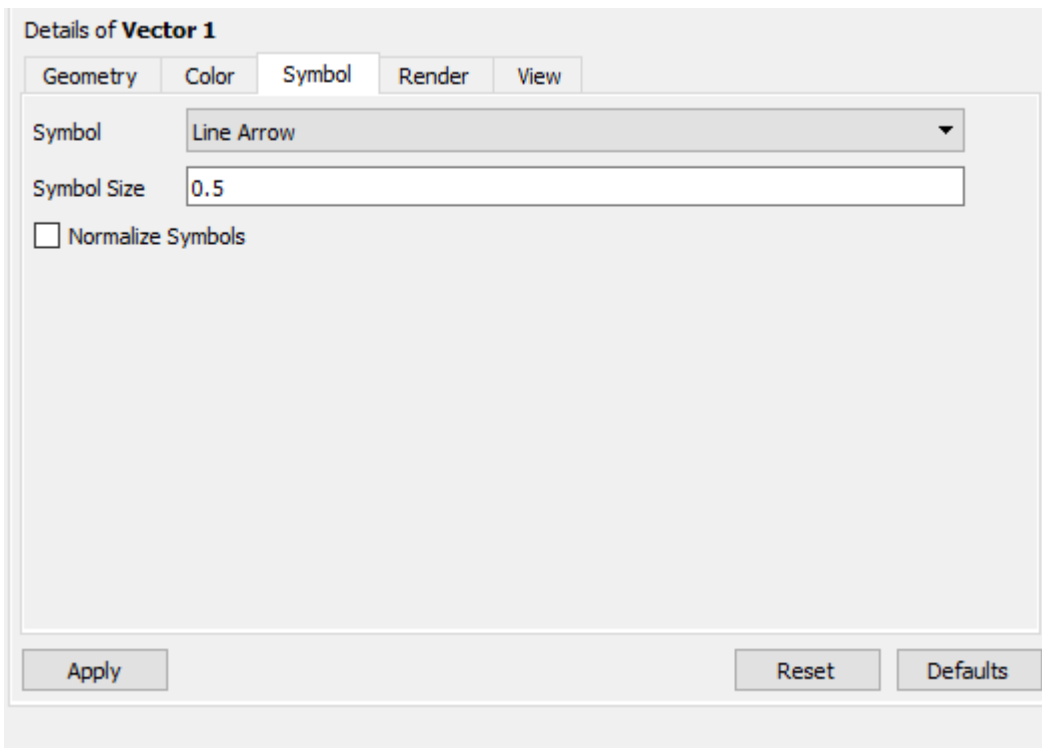 Details of Vector 1
Geometry Color Symbol Render View
Symbol Line Arrow
Symbol Size 0.5
Normalize Symbols
Apply Reset Defaults